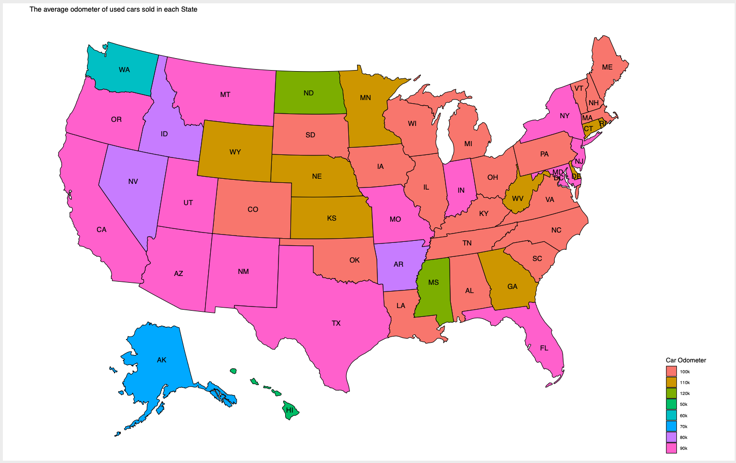 The average odometer of used cars sold in each State
WA
MT
ND
MN
ME
OR
ID
SD
WI
MI
VT
NH
NY
MA
CT
RI
WY
NE
IA
PA
NJ
NV
UT
CO
KS
MO
IL
IN
OH
WV
MD
DE
VA
KY
CA
AZ
NM
OK
AR
TN
NC
SC
TX
LA
MS
AL
GA
FL
AK
HI
Car Odometer
100k
110k
120k
50k
60k
70k
80k
90k